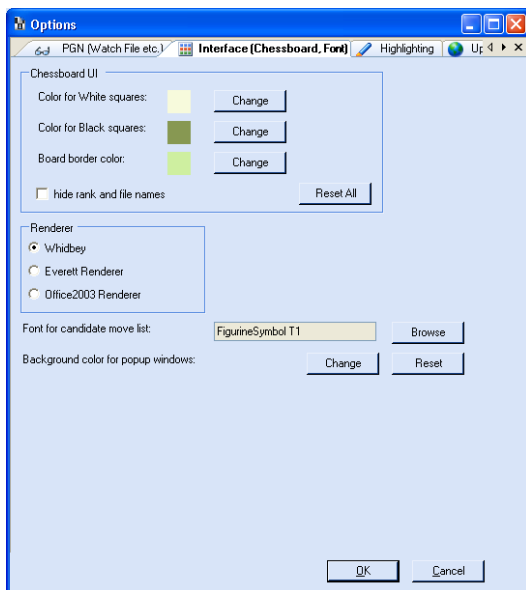 Options
PGN (Watch File etc.) Interface (Chessboard, Font) Highlighting
Chessboard UI
Color for White squares: Change
Color for Black squares: Change
Board border color: Change
hide rank and file names Reset All
Renderer
Whidbey
Everett Renderer
Office2003 Renderer
Font for candidate move list: FigurineSymbol T1 Browse
Background color for popup windows: Change Reset
OK Cancel